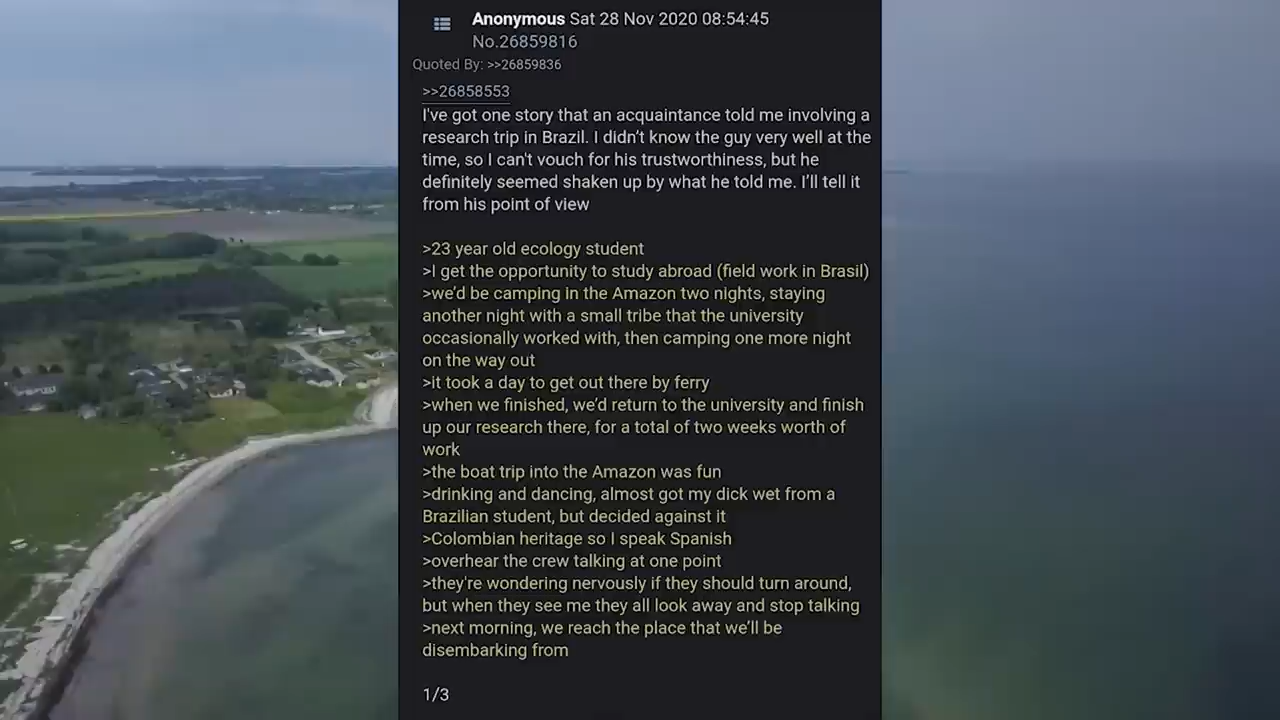 Anonymous Sat 28 Nov 2020 08:54:45
No.26859816
Quoted By: >>26859836
>>26858553
I've got one story that an acquaintance told me involving a
research trip in Brazil. I didn’t know the guy very well at the
time, so I can't vouch for his trustworthiness, but he
definitely seemed shaken up by what he told me. I’ll tell it
from his point of view
>23 year old ecology student
>I get the opportunity to study abroad (field work in Brasil)
>we’d be camping in the Amazon two nights, staying
another night with a small tribe that the university
occasionally worked with, then camping one more night
on the way out
>it took a day to get out there by ferry
>when we finished, we’d return to the university and finish
up our research there, for a total of two weeks worth of
work
>the boat trip into the Amazon was fun
>drinking and dancing, almost got my dick wet from a
Brazilian student, but decided against it
>Colombian heritage so I speak Spanish
>overhear the crew talking at one point
>they're wondering nervously if they should turn around,
but when they see me they all look away and stop talking
>next morning, we reach the place that we’ll be
disembarking from
1/3